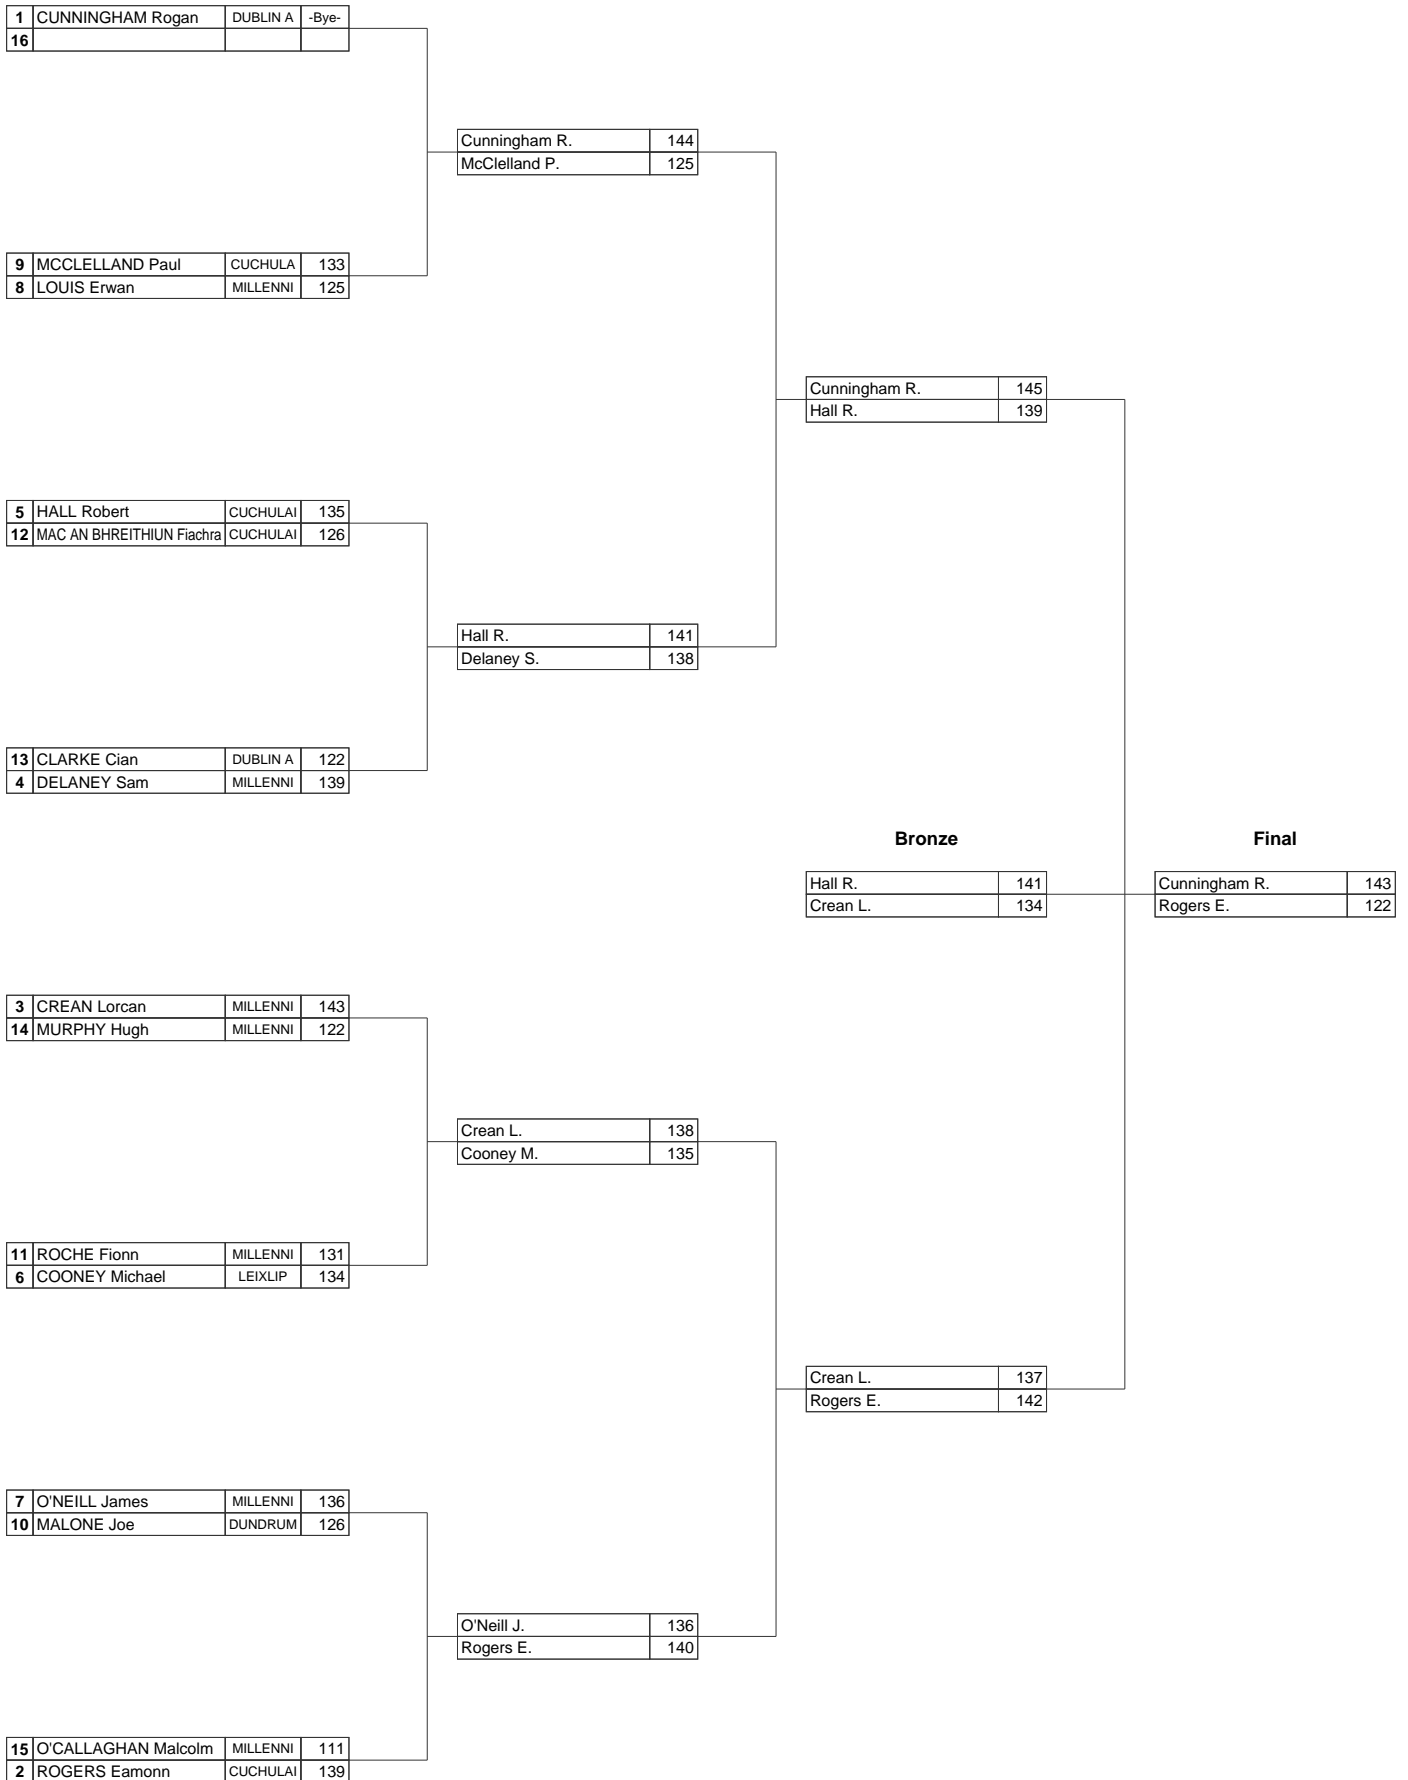 1 CUNNINGHAM Rogan DUBLIN A -Bye-
16
Cunningham R. 144
McClelland P. 125
9 MCCLELLAND Paul CUCHULA 133
8 LOUIS Erwan MILLENNI 125
Cunningham R. 145
Hall R. 139
5 HALL Robert CUCHULAI 135
12 MAC AN BHREITHIUN Fiachra CUCHULAI 126
Hall R. 141
Delaney S. 138
13 CLARKE Cian DUBLIN A 122
4 DELANEY Sam MILLENNI 139
Bronze Final
Hall R. 141 Cunningham R. 143
Crean L. 134 Rogers E. 122
3 CREAN Lorcan MILLENNI 143
14 MURPHY Hugh MILLENNI 122
Crean L. 138
Cooney M. 135
11 ROCHE Fionn MILLENNI 131
6 COONEY Michael LEIXLIP 134
Crean L. 137
Rogers E. 142
7 O'NEILL James MILLENNI 136
10 MALONE Joe DUNDRUM 126
O'Neill J. 136
Rogers E. 140
15 O'CALLAGHAN Malcolm MILLENNI 111
2 ROGERS Eamonn CUCHULAI 139